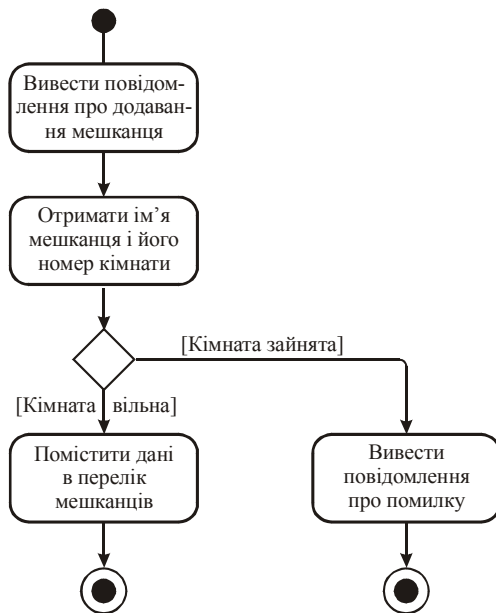 Вивести повідом-
лення про додаван-
ня мешканця
Отримати ім’я
мешканця і його
номер кімнати
[Кімната зайнята]
[Кімната вільна]
Помістити дані
в перелік
мешканців
Вивести
повідомлення
про помилку